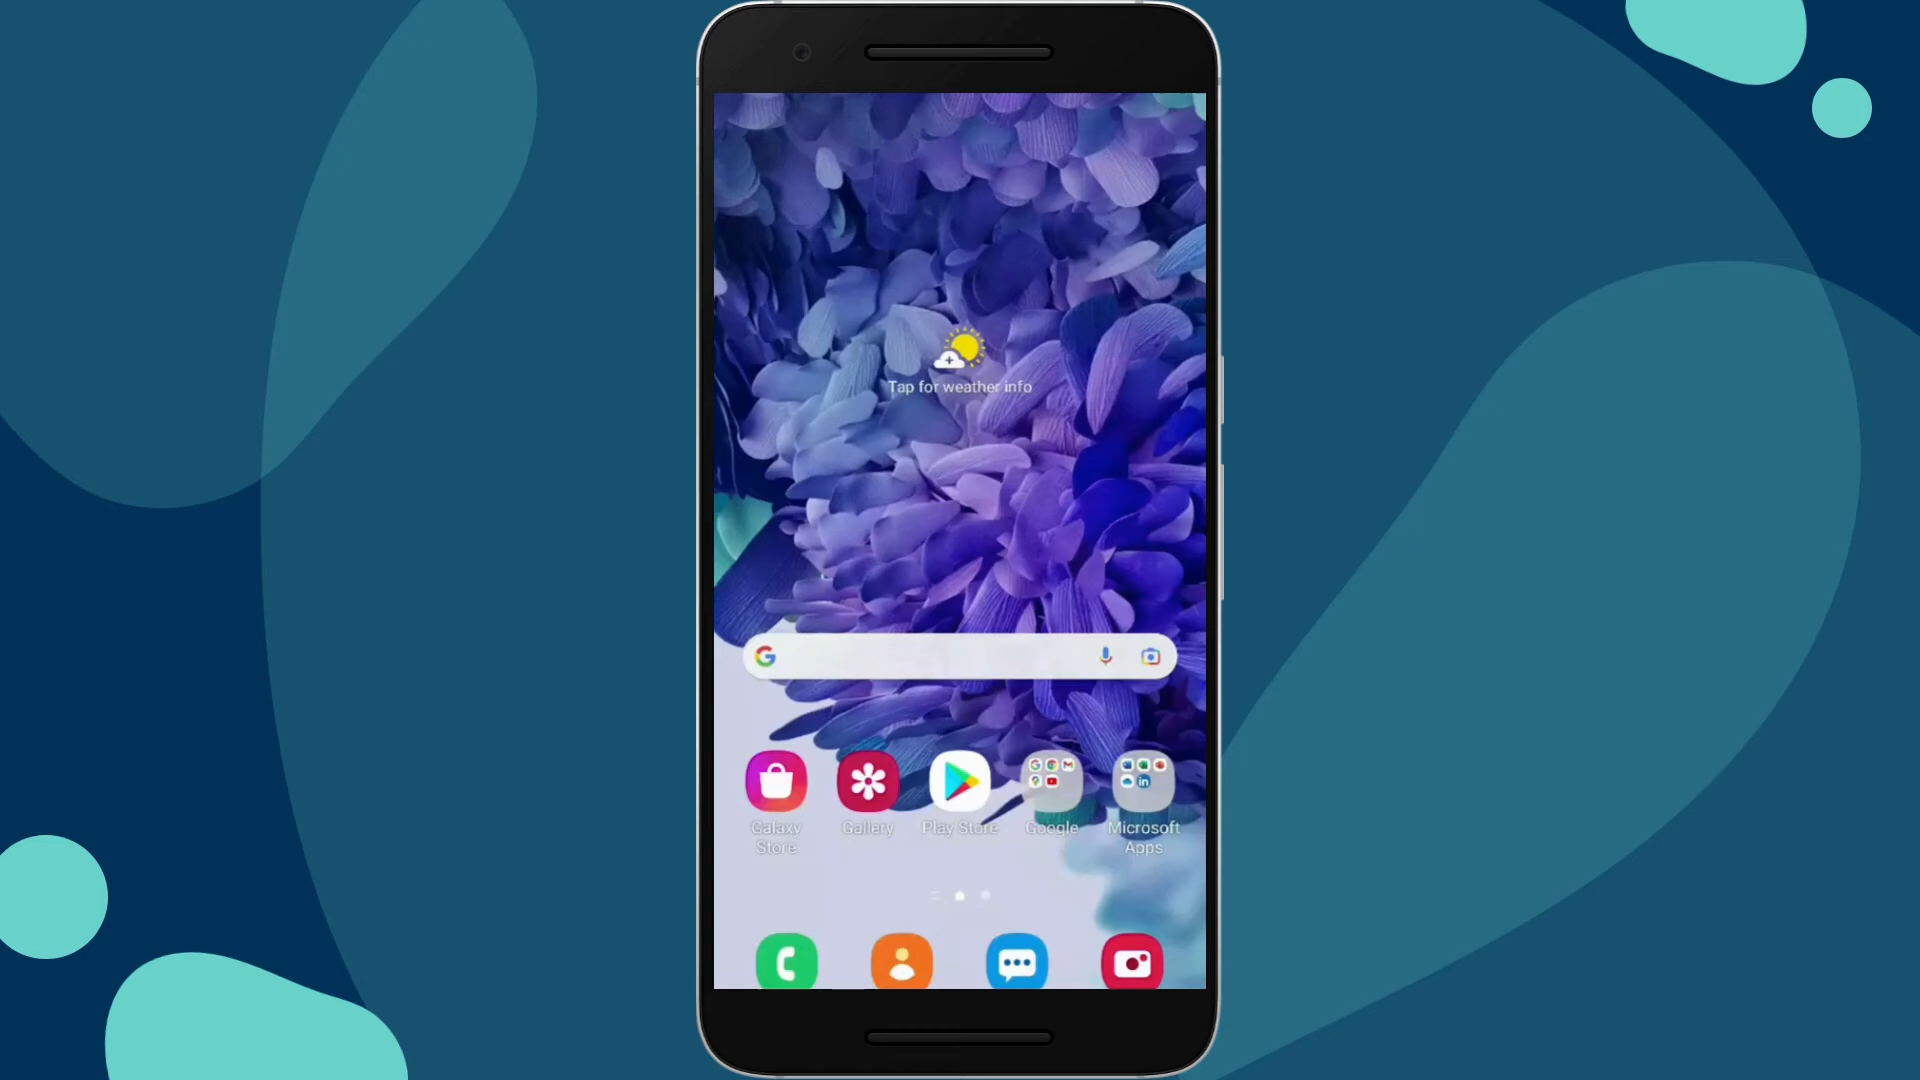 Tap for weather info
Galaxy
Store
Gallery
Play Store
Google
Microsoft
Apps